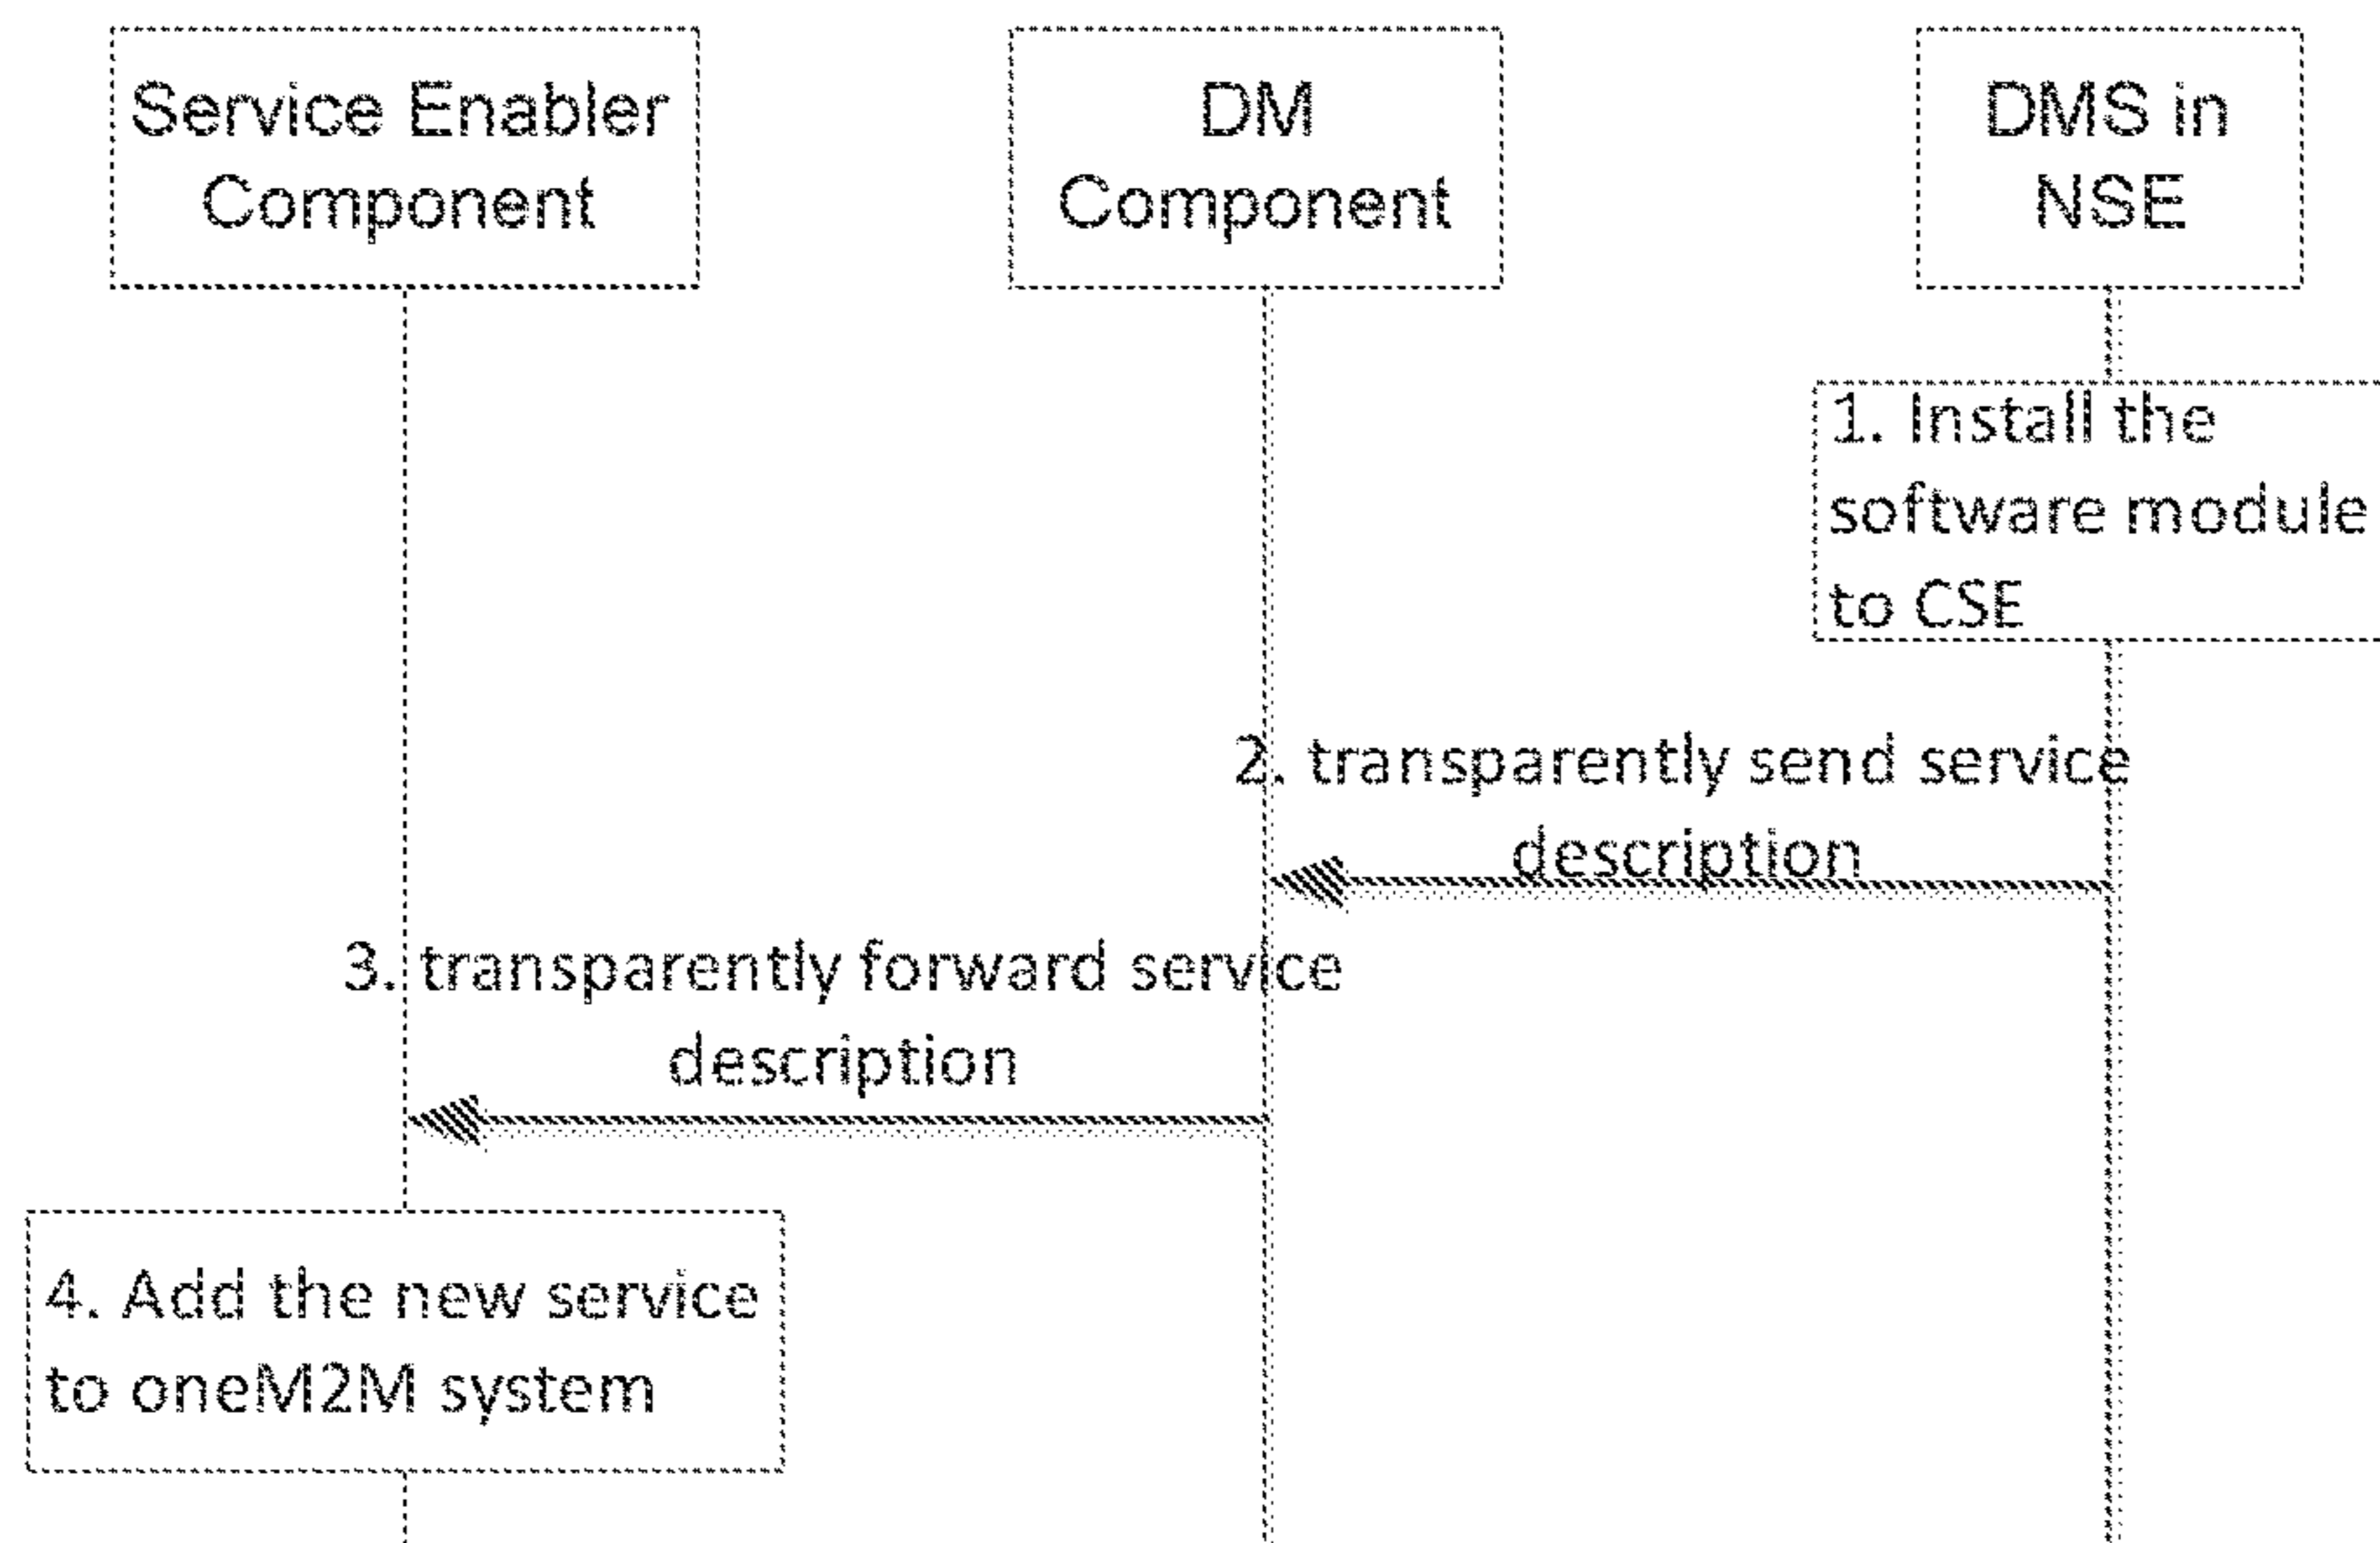 Service Enabler
Component
DM
Component
DMS in
NSE
1. Install the
software module
to CSE
2. transparently send service
description
3. transparently forward service
description
4. Add the new service
to oneM2M system